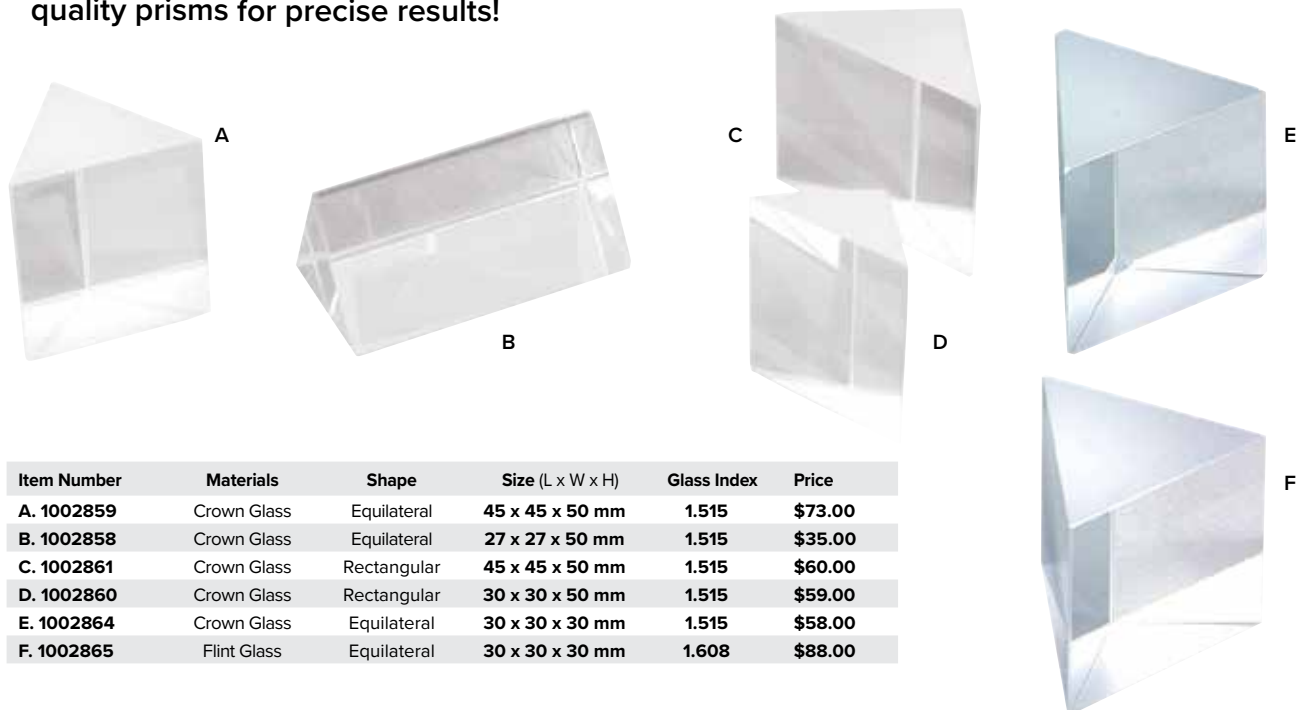 quality prisms for precise results!
A
B
C
D
E
F
Item Number Materials Shape Size (L x W x H) Glass Index Price
A. 1002859 Crown Glass Equilateral 45 x 45 x 50 mm 1.515 $73.00
B. 1002858 Crown Glass Equilateral 27 x 27 x 50 mm 1.515 $35.00
C. 1002861 Crown Glass Rectangular 45 x 45 x 50 mm 1.515 $60.00
D. 1002860 Crown Glass Rectangular 30 x 30 x 50 mm 1.515 $59.00
E. 1002864 Crown Glass Equilateral 30 x 30 x 30 mm 1.515 $58.00
F. 1002865 Flint Glass Equilateral 30 x 30 x 30 mm 1.608 $88.00